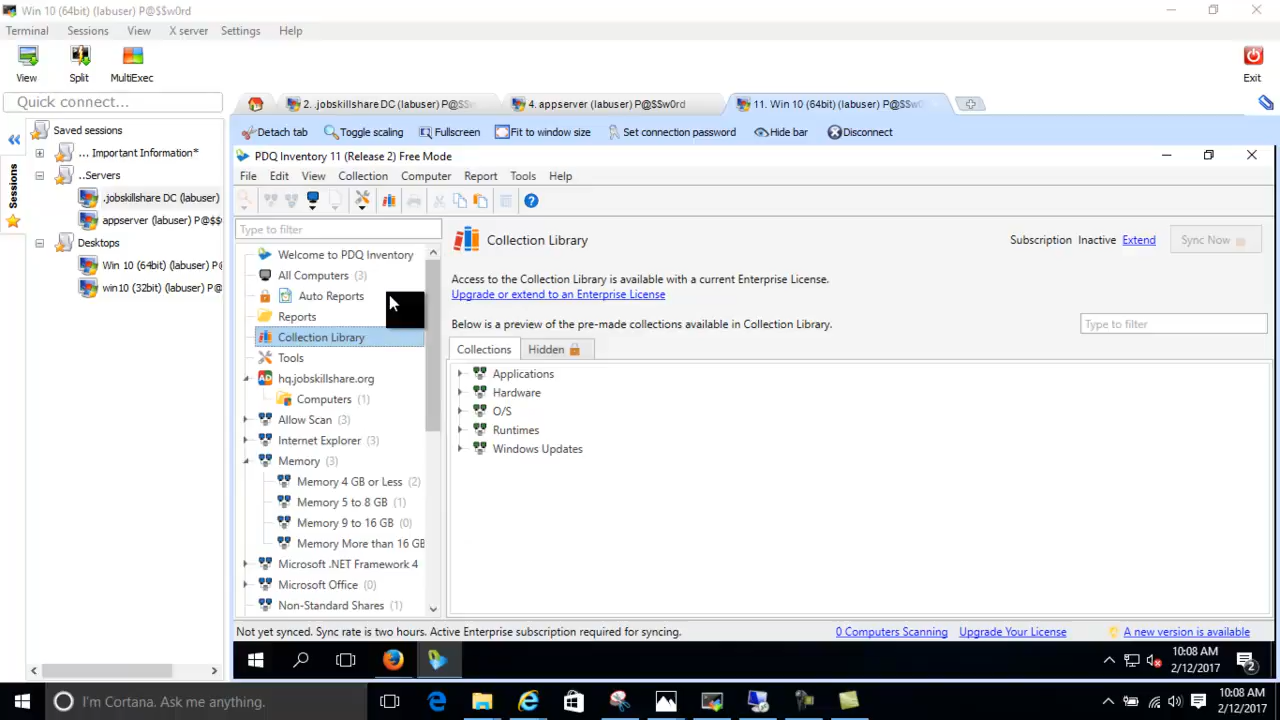 Win 10 (64bit) (labuser) P@$$w0rd
Terminal Sessions View X server Settings Help
View Split MultiExec Exit
Quick connect...
2. .jobskillshare DC (labuser) P@$$ 4. appserver (labuser) P@$$w0rd 11. Win 10 (64bit) (labuser) P@$$w0
Detach tab Toggle scaling Fullscreen Fit to window size Set connection password Hide bar Disconnect
Sessions
Saved sessions
... Important Information*
..Servers
.jobskillshare DC (labuser)
appserver (labuser) P@$$
Desktops
Win 10 (64bit) (labuser) P@
win10 (32bit) (labuser) P@
PDQ Inventory 11 (Release 2) Free Mode
File Edit View Collection Computer Report Tools Help
Type to filter
Welcome to PDQ Inventory
All Computers (3)
Auto Reports
Reports
Collection Library
Tools
hq.jobskillshare.org
Computers (1)
Allow Scan (3)
Internet Explorer (3)
Memory (3)
Memory 4 GB or Less (2)
Memory 5 to 8 GB (1)
Memory 9 to 16 GB (0)
Memory More than 16 GB
Microsoft .NET Framework 4
Microsoft Office (0)
Non-Standard Shares (1)
Collection Library
Subscription Inactive Extend Sync Now
Access to the Collection Library is available with a current Enterprise License.
Upgrade or extend to an Enterprise License
Below is a preview of the pre-made collections available in Collection Library.
Type to filter
Collections Hidden
Applications
Hardware
O/S
Runtimes
Windows Updates
Not yet synced. Sync rate is two hours. Active Enterprise subscription required for syncing. 0 Computers Scanning Upgrade Your License A new version is available
10:08 AM
2/12/2017
2
I'm Cortana. Ask me anything.
10:08 AM
2/12/2017